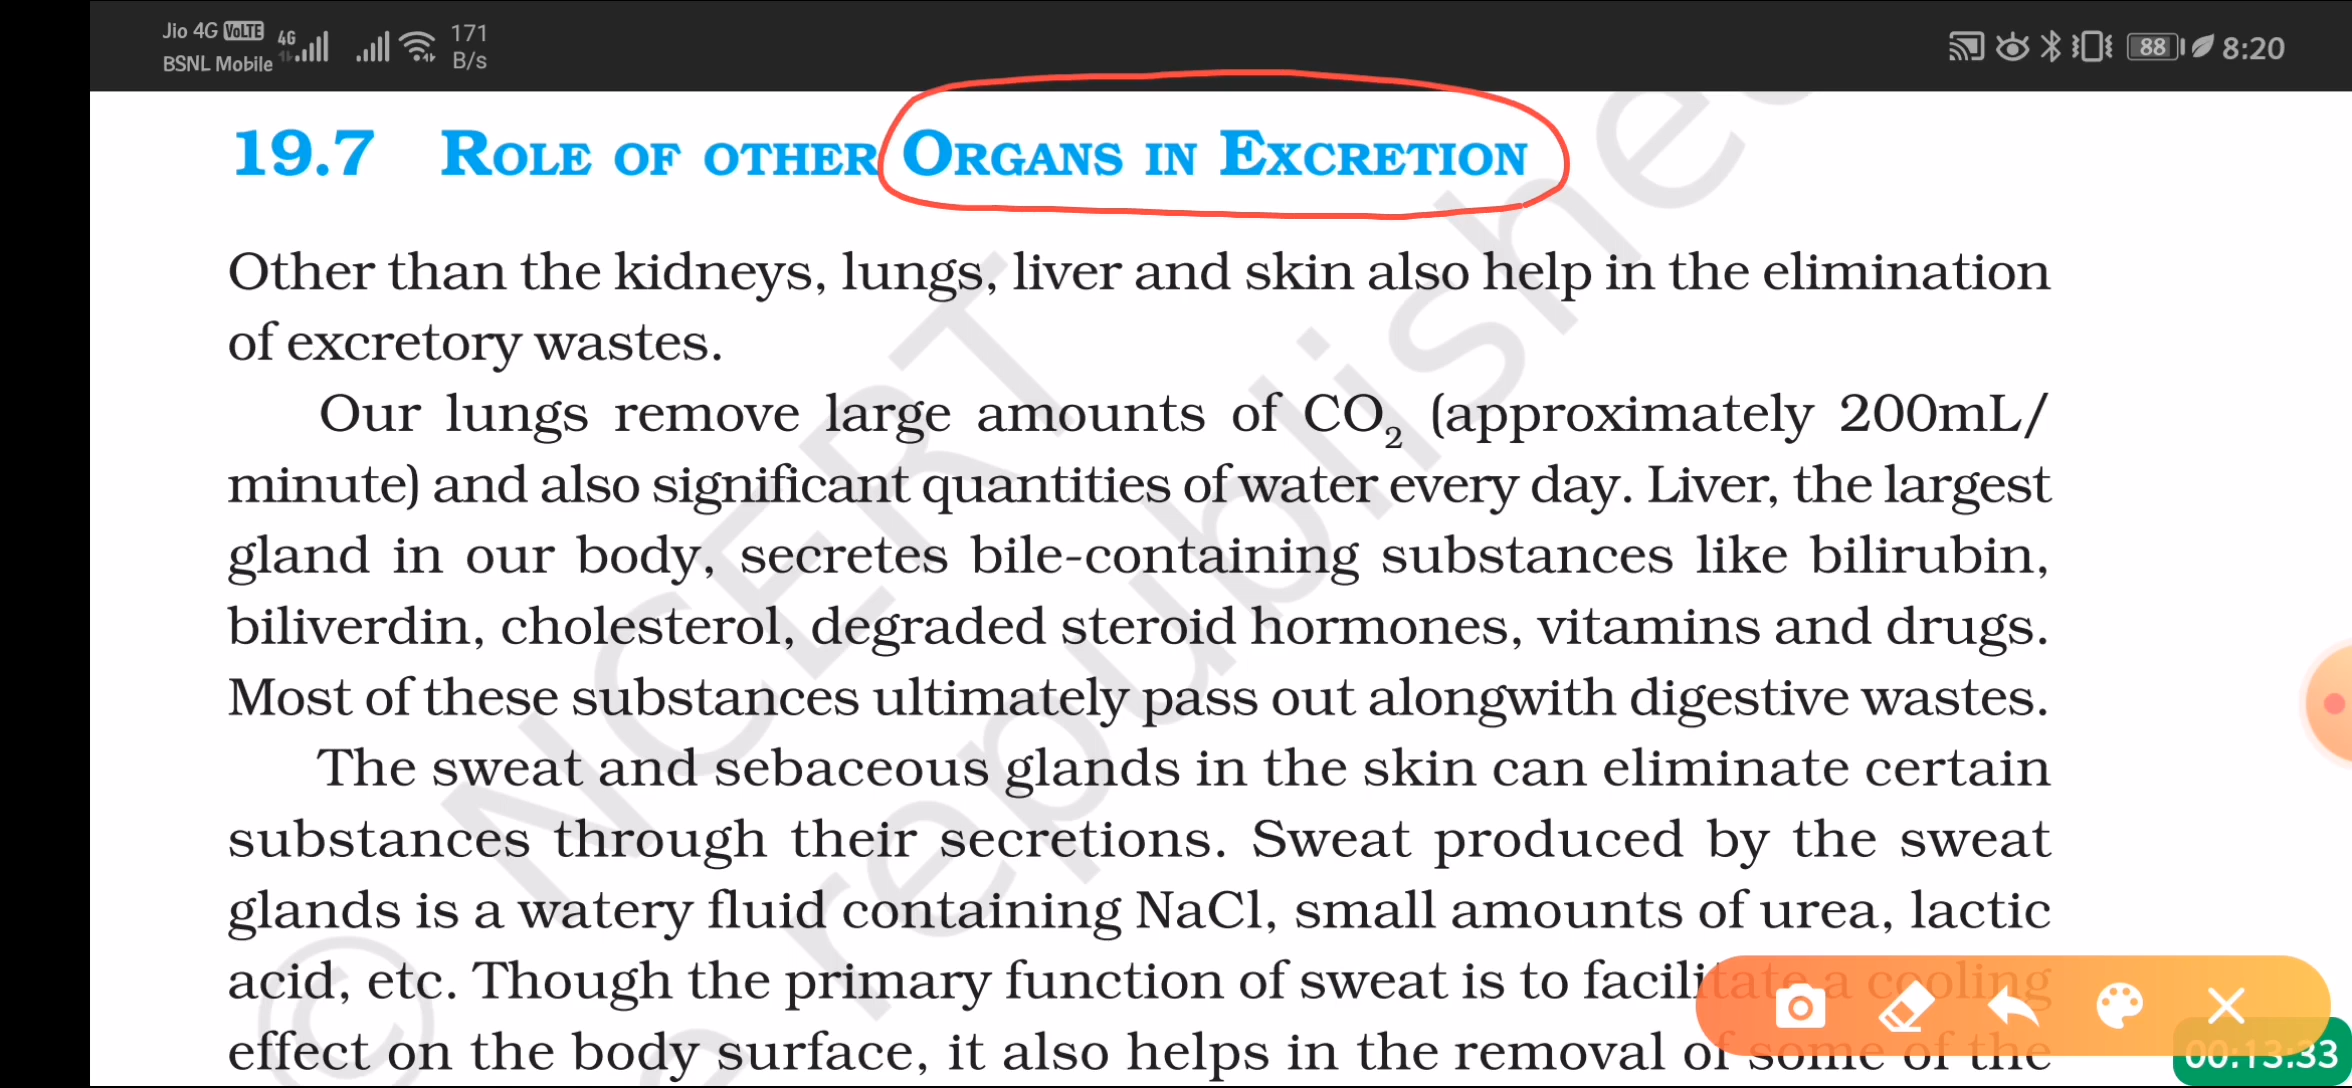 Jio 4G VoLTE 4G 171
BSNL Mobile B/s
88 8:20
19.7 ROLE OF OTHER ORGANS IN EXCRETION
Other than the kidneys, lungs, liver and skin also help in the elimination
of excretory wastes.
Our lungs remove large amounts of CO₂ (approximately 200mL/
minute) and also significant quantities of water every day. Liver, the largest
gland in our body, secretes bile-containing substances like bilirubin,
biliverdin, cholesterol, degraded steroid hormones, vitamins and drugs.
Most of these substances ultimately pass out alongwith digestive wastes.
The sweat and sebaceous glands in the skin can eliminate certain
substances through their secretions. Sweat produced by the sweat
glands is a watery fluid containing NaCl, small amounts of urea, lactic
acid, etc. Though the primary function of sweat is to facilitate a cooling
effect on the body surface, it also helps in the removal of some of the
00:13:33
© NCERT
republished